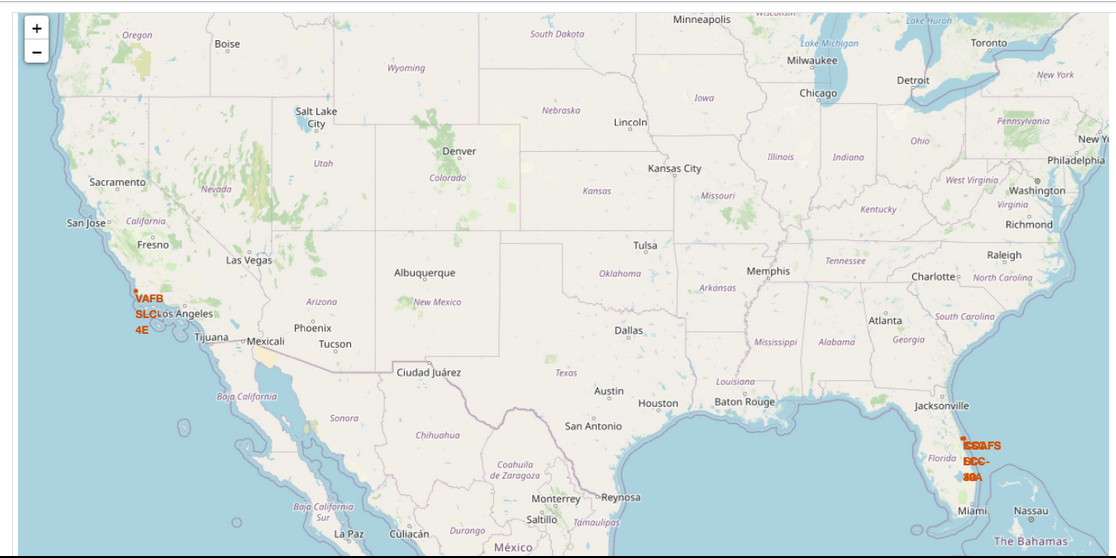 +
−
Wisconsin
Minneapolis
Oregon
Boise
South Dakota
Lake Huron
Toronto
Lake Michigan
Milwaukee
Wyoming
New York
Detroit
Chicago
Iowa
Nebraska
Salt Lake
City
Lincoln
Pennsylvania
Denver
Ohio
New Yo
Utah
Illinois
Indiana
Philadelphia
Kansas City
Colorado
Sacramento
Nevada
Kansas
Missouri
West Virginia
Washington
San Jose
California
Kentucky
Virginia
Richmond
Fresno
Tulsa
Las Vegas
Raleigh
Albuquerque
Oklahoma
Memphis
Tennessee
Charlotte
North Carolina
Arkansas
VAFB
SLC-
4E
Los Angeles
Arizona
New Mexico
South Carolina
Phoenix
Atlanta
Tijuana
Mexicali
Tucson
Dallas
Mississippi
Alabama
Georgia
Ciudad Juárez
Texas
Louisiana
Baja California
Austin
Houston
Baton Rouge
Jacksonville
Sonora
San Antonio
Chihuahua
Florida
Coahuila
de Zaragoza
Monterrey
Reynosa
Baja California
Sur
Saltillo
Tamaulipas
Miami
Nassau
La Paz
Culiacán
Durango
México
The Bahamas